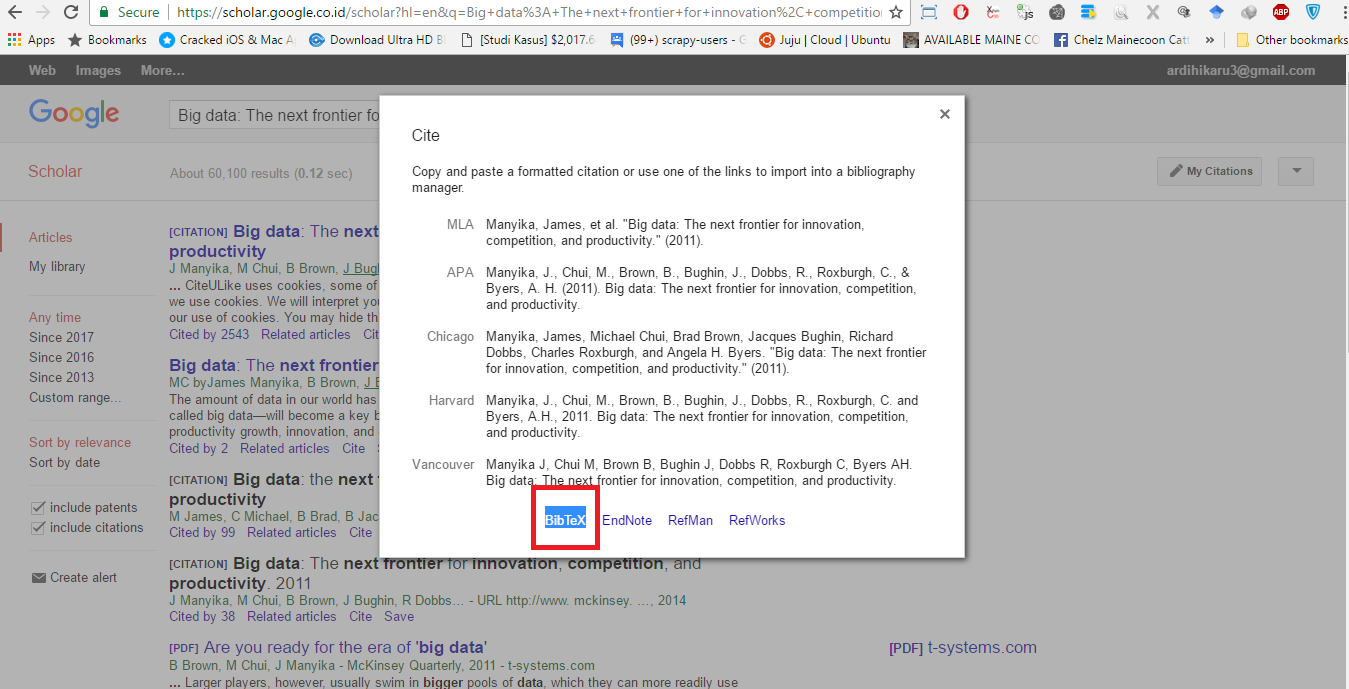 Secure https://scholar.google.co.id/scholar?hl=en&q=Big+data%3A+The+next+frontier+for+innovation%2C+competition
Apps Bookmarks Cracked iOS & Mac A Download Ultra HD Bl [Studi Kasus] $2,017.6 (99+) scrapy-users - G Juju | Cloud | Ubuntu AVAILABLE MAINE CO Chelz Mainecoon Catt » Other bookmarks
Web Images More... ardihikaru3@gmail.com
Google Big data: The next frontier fo
Scholar About 60,100 results (0.12 sec) My Citations
Articles
My library
Any time
Since 2017
Since 2016
Since 2013
Custom range...
Sort by relevance
Sort by date
include patents
include citations
Create alert
[CITATION] Big data: The next
productivity
J Manyika, M Chui, B Brown, J Bugh
... CiteULike uses cookies, some of
we use cookies. We will interpret you
our use of cookies. You may hide th
Cited by 2543 Related articles Cit
Big data: The next frontier
MC byJames Manyika, B Brown, J B
The amount of data in our world has
called big data—will become a key b
productivity growth, innovation, and
Cited by 2 Related articles Cite
[CITATION] Big data: the next
productivity
M James, C Michael, B Brad, B Jac
Cited by 99 Related articles Cite
[CITATION] Big data: The next frontier for innovation, competition, and
productivity. 2011
J Manyika, M Chui, B Brown, J Bughin, R Dobbs… - URL http://www. mckinsey. …, 2014
Cited by 38 Related articles Cite Save
[PDF] Are you ready for the era of 'big data'
B Brown, M Chui, J Manyika - McKinsey Quarterly, 2011 - t-systems.com
... Larger players, however, usually swim in bigger pools of data, which they can more readily use
[PDF] t-systems.com
×
Cite
Copy and paste a formatted citation or use one of the links to import into a bibliography
manager.
MLA Manyika, James, et al. "Big data: The next frontier for innovation,
competition, and productivity." (2011).
APA Manyika, J., Chui, M., Brown, B., Bughin, J., Dobbs, R., Roxburgh, C., &
Byers, A. H. (2011). Big data: The next frontier for innovation, competition,
and productivity.
Chicago Manyika, James, Michael Chui, Brad Brown, Jacques Bughin, Richard
Dobbs, Charles Roxburgh, and Angela H. Byers. "Big data: The next frontier
for innovation, competition, and productivity." (2011).
Harvard Manyika, J., Chui, M., Brown, B., Bughin, J., Dobbs, R., Roxburgh, C. and
Byers, A.H., 2011. Big data: The next frontier for innovation, competition,
and productivity.
Vancouver Manyika J, Chui M, Brown B, Bughin J, Dobbs R, Roxburgh C, Byers AH.
Big data: The next frontier for innovation, competition, and productivity.
BibTeX EndNote RefMan RefWorks